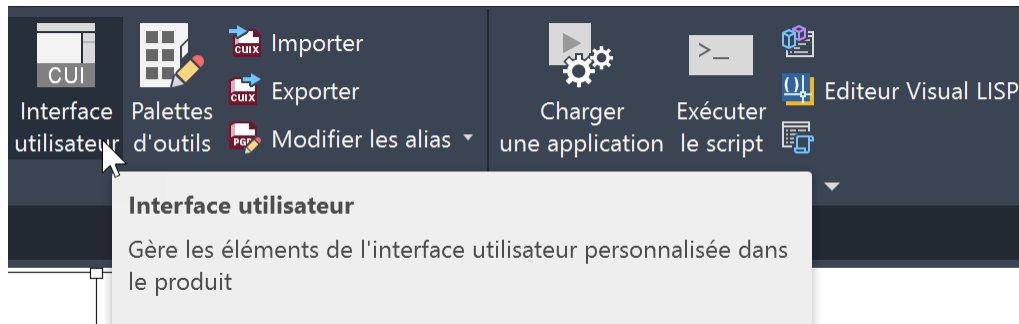 CUI
Interface
utilisateur
Palettes
d'outils
CUIX Importer
CUIX Exporter
PGP Modifier les alias
Charger
une application
>_
Exécuter
le script
Editeur Visual LISP
Interface utilisateur
Gère les éléments de l'interface utilisateur personnalisée dans
le produit